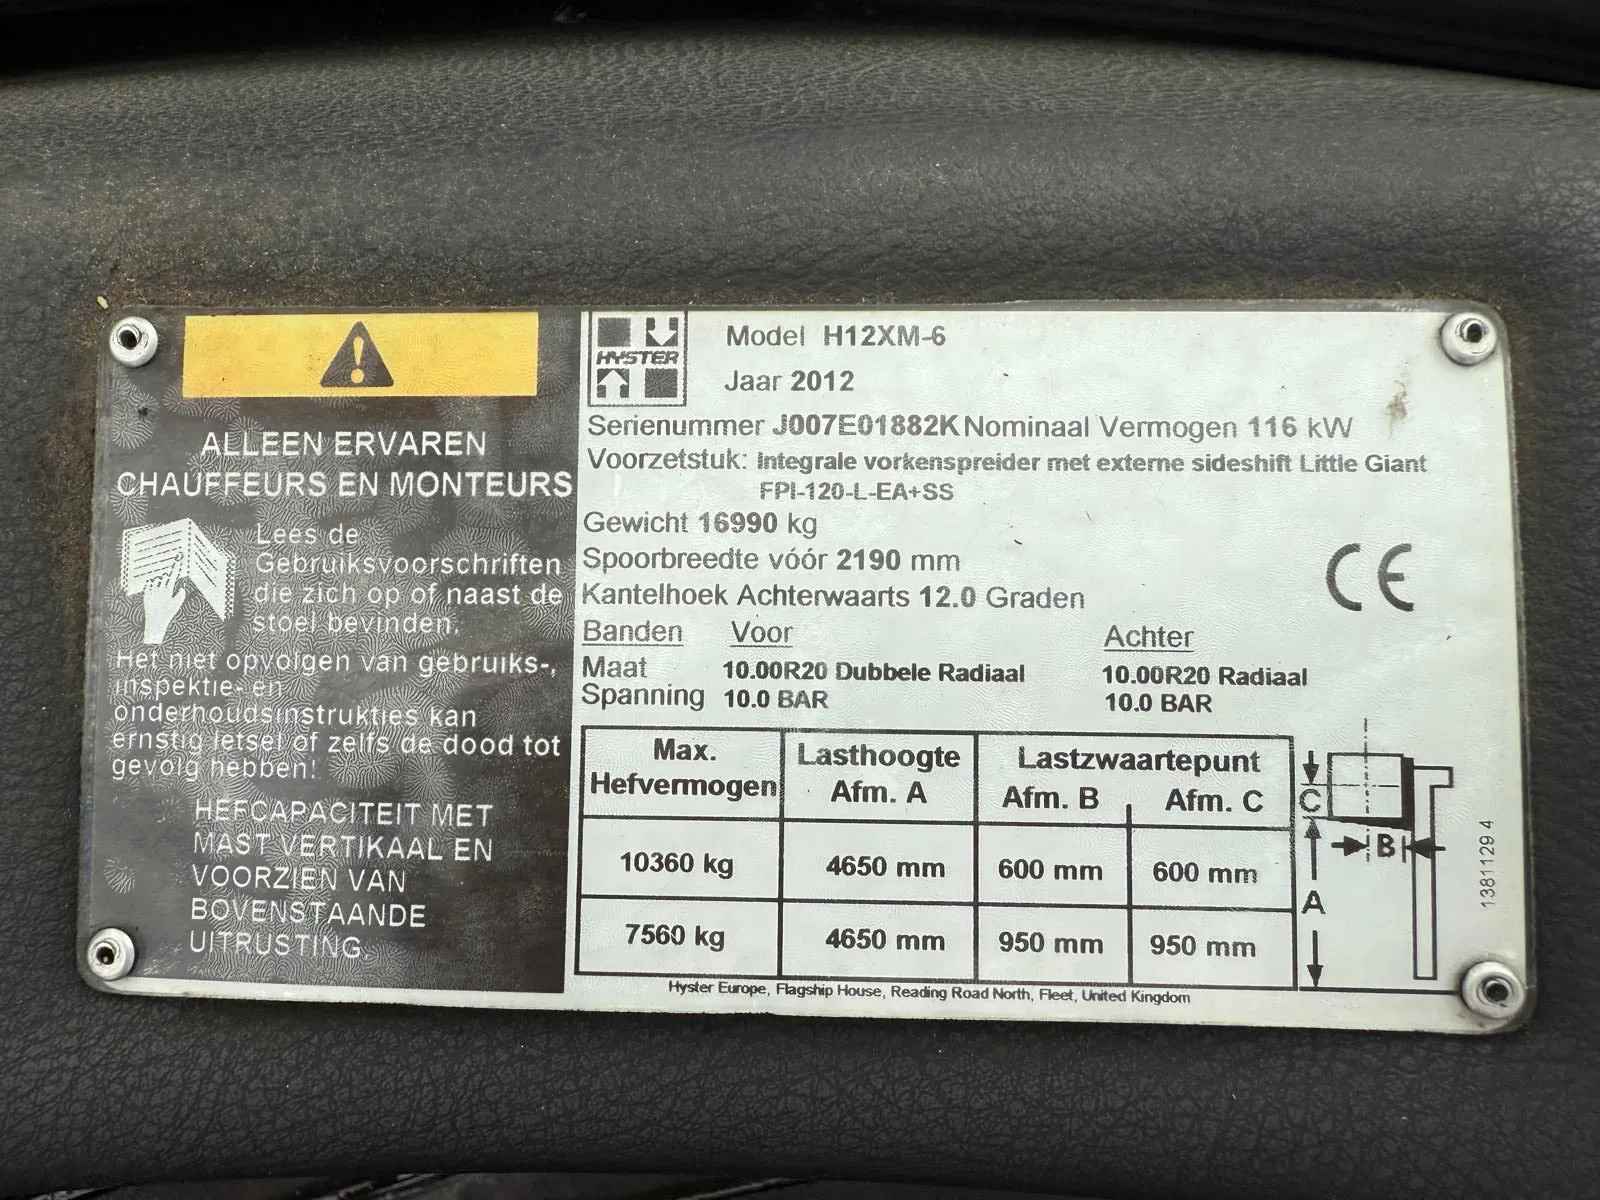 ALLEEN ERVAREN
CHAUFFEURS EN MONTEURS
Lees de
Gebruiksvoorschriften
die zich op of naast de
stoel bevinden.
Het niet opvolgen van gebruiks-,
inspektie- en
onderhoudsinstrukties kan
ernstig letsel of zelfs de dood tot
gevolg hebben!
HEFCAPACITEIT MET
MAST VERTIKAAL EN
VOORZIEN VAN
BOVENSTAANDE
UITRUSTING.
HYSTER
Model H12XM-6
Jaar 2012
Serienummer J007E01882K Nominaal Vermogen 116 kW
Voorzetstuk: Integrale vorkenspreider met externe sideshift Little Giant
FPI-120-L-EA+SS
Gewicht 16990 kg
Spoorbreedte vóór 2190 mm
Kantelhoek Achterwaarts 12.0 Graden
CE
Banden Voor Achter
Maat 10.00R20 Dubbele Radiaal 10.00R20 Radiaal
Spanning 10.0 BAR 10.0 BAR
Max. Lasthoogte Lastzwaartepunt
Hefvermogen Afm. A Afm. B Afm. C
10360 kg 4650 mm 600 mm 600 mm
7560 kg 4650 mm 950 mm 950 mm
C
B
A
1381129 4
Hyster Europe, Flagship House, Reading Road North, Fleet, United Kingdom